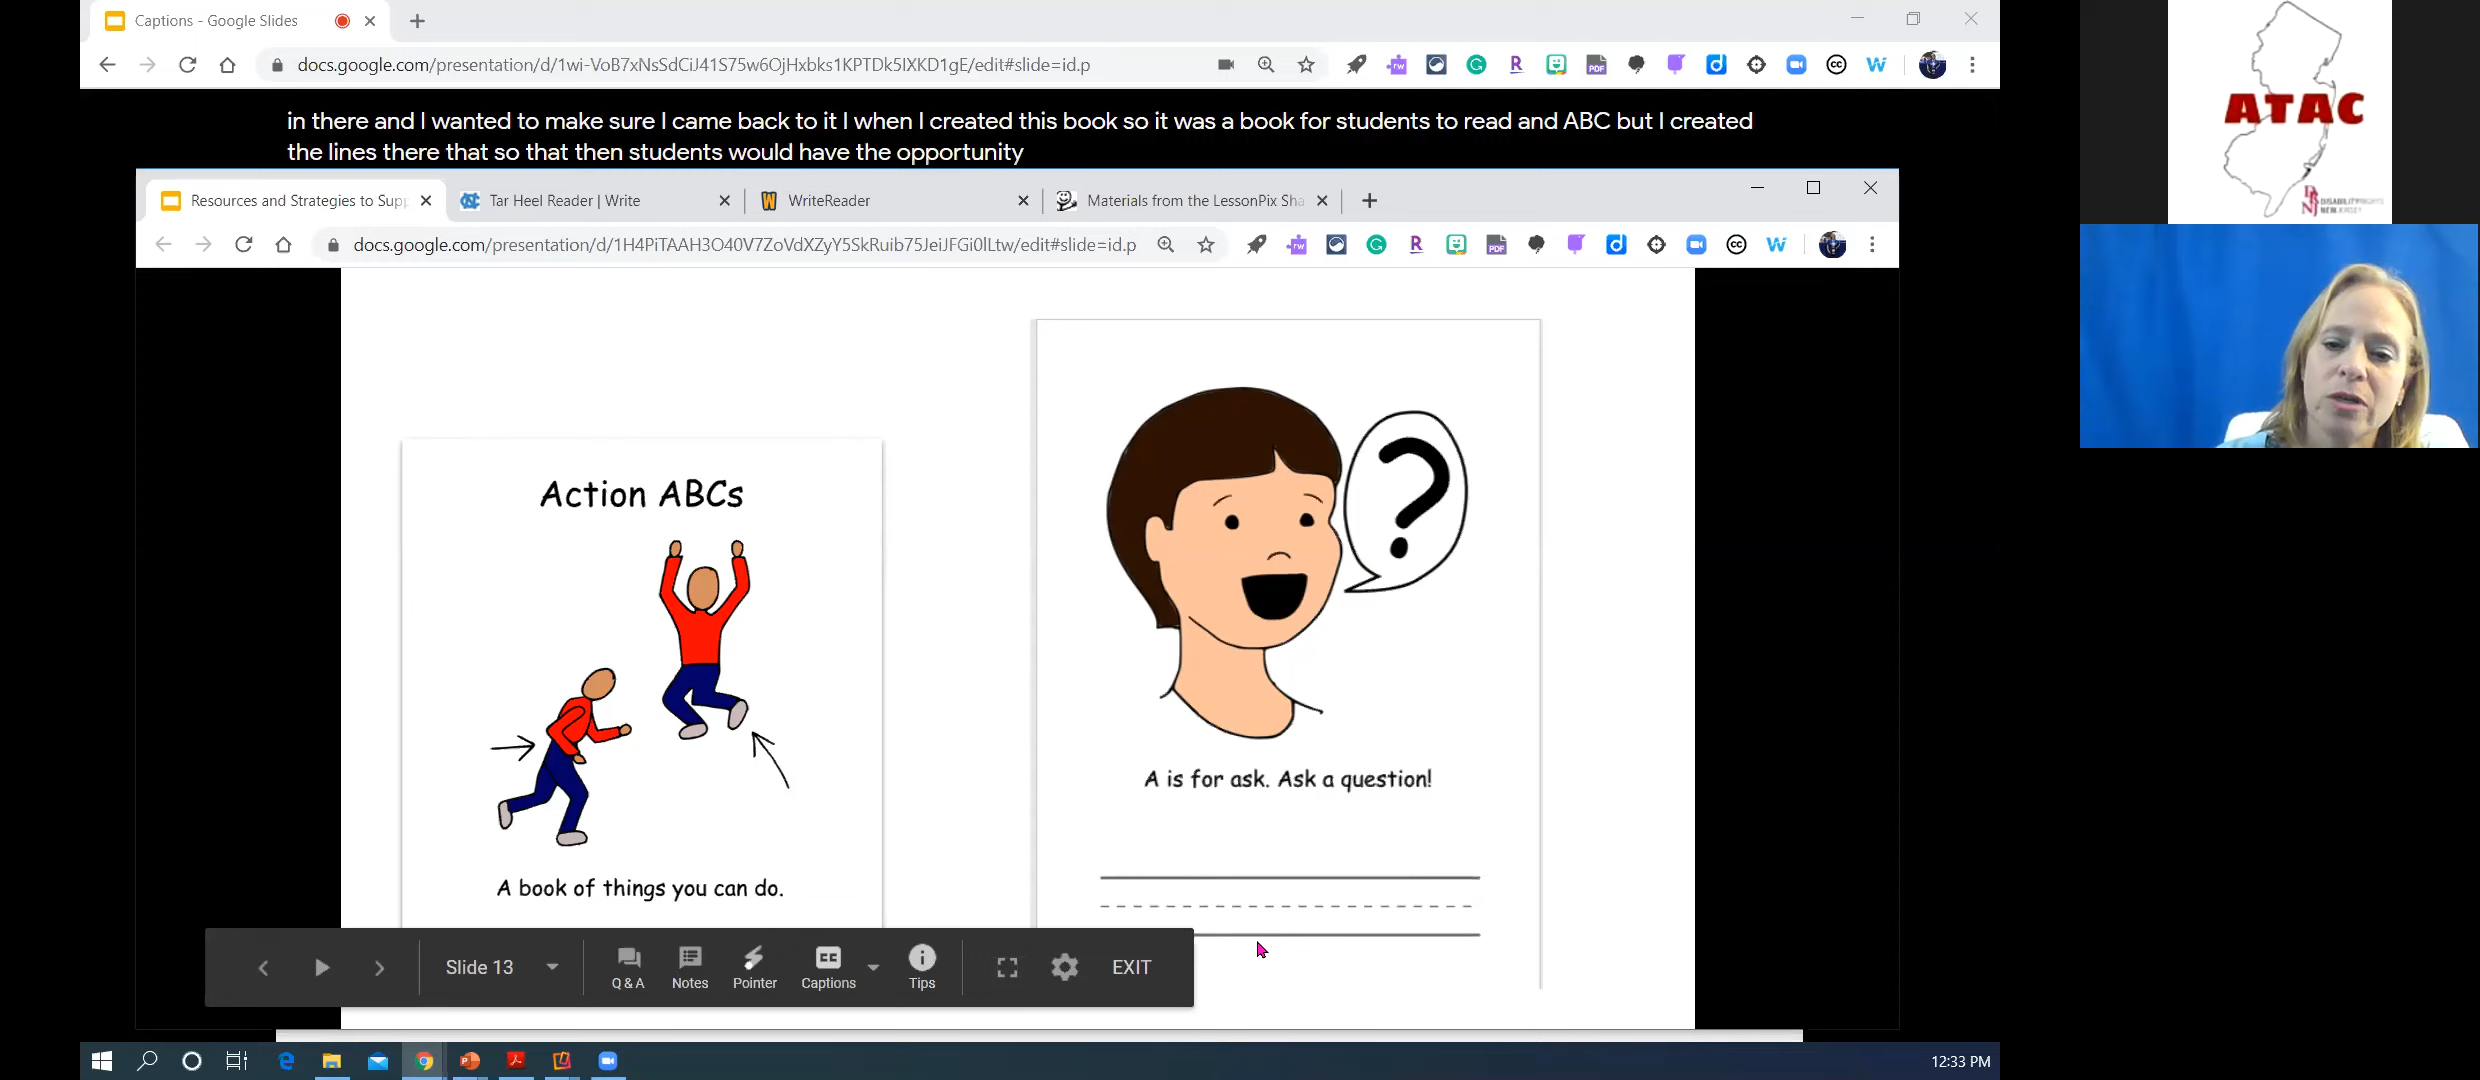 Captions - Google Slides
docs.google.com/presentation/d/1wi-VoB7xNsSdCiJ41S75w6OjHxbks1KPTDk5IXKD1gE/edit#slide=id.p
in there and I wanted to make sure I came back to it I when I created this book so it was a book for students to read and ABC but I created
the lines there that so that then students would have the opportunity
Resources and Strategies to Supp
Tar Heel Reader | Write
WriteReader
Materials from the LessonPix Sha
docs.google.com/presentation/d/1H4PiTAAH3O40V7ZoVdXZyY5SkRuib75JeiJFGi0lLtw/edit#slide=id.p
Action ABCs
A book of things you can do.
?
A is for ask. Ask a question!
Slide 13
Q & A
Notes
Pointer
CC
Captions
Tips
EXIT
12:33 PM
ATAC
DISABILITY RIGHTS
NEW JERSEY